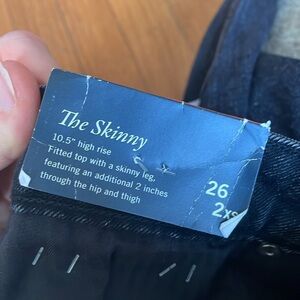 The Skinny
10.5" high rise
Fitted top with a skinny leg,
featuring an additional 2 inches
through the hip and thigh
26
2xs